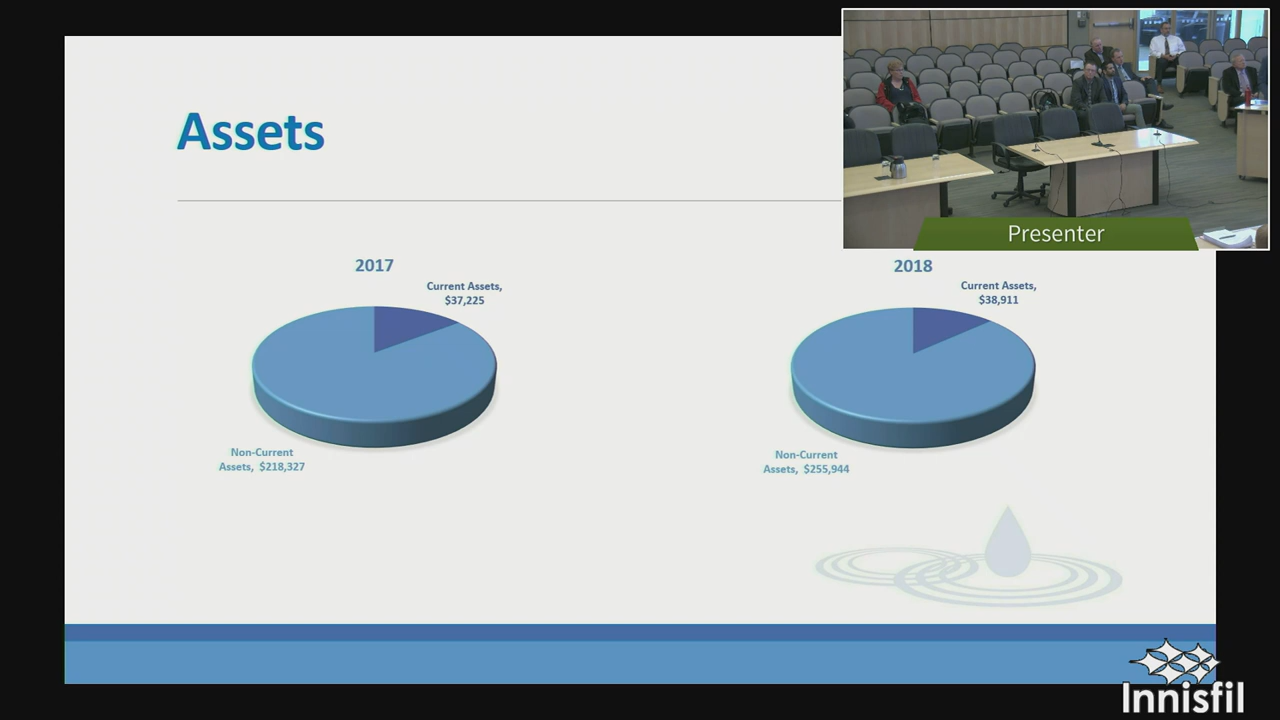 Assets
Presenter
2017
Current Assets,
$37,225
Non-Current
Assets, $218,327
2018
Current Assets,
$38,911
Non-Current
Assets, $255,944
Innisfil